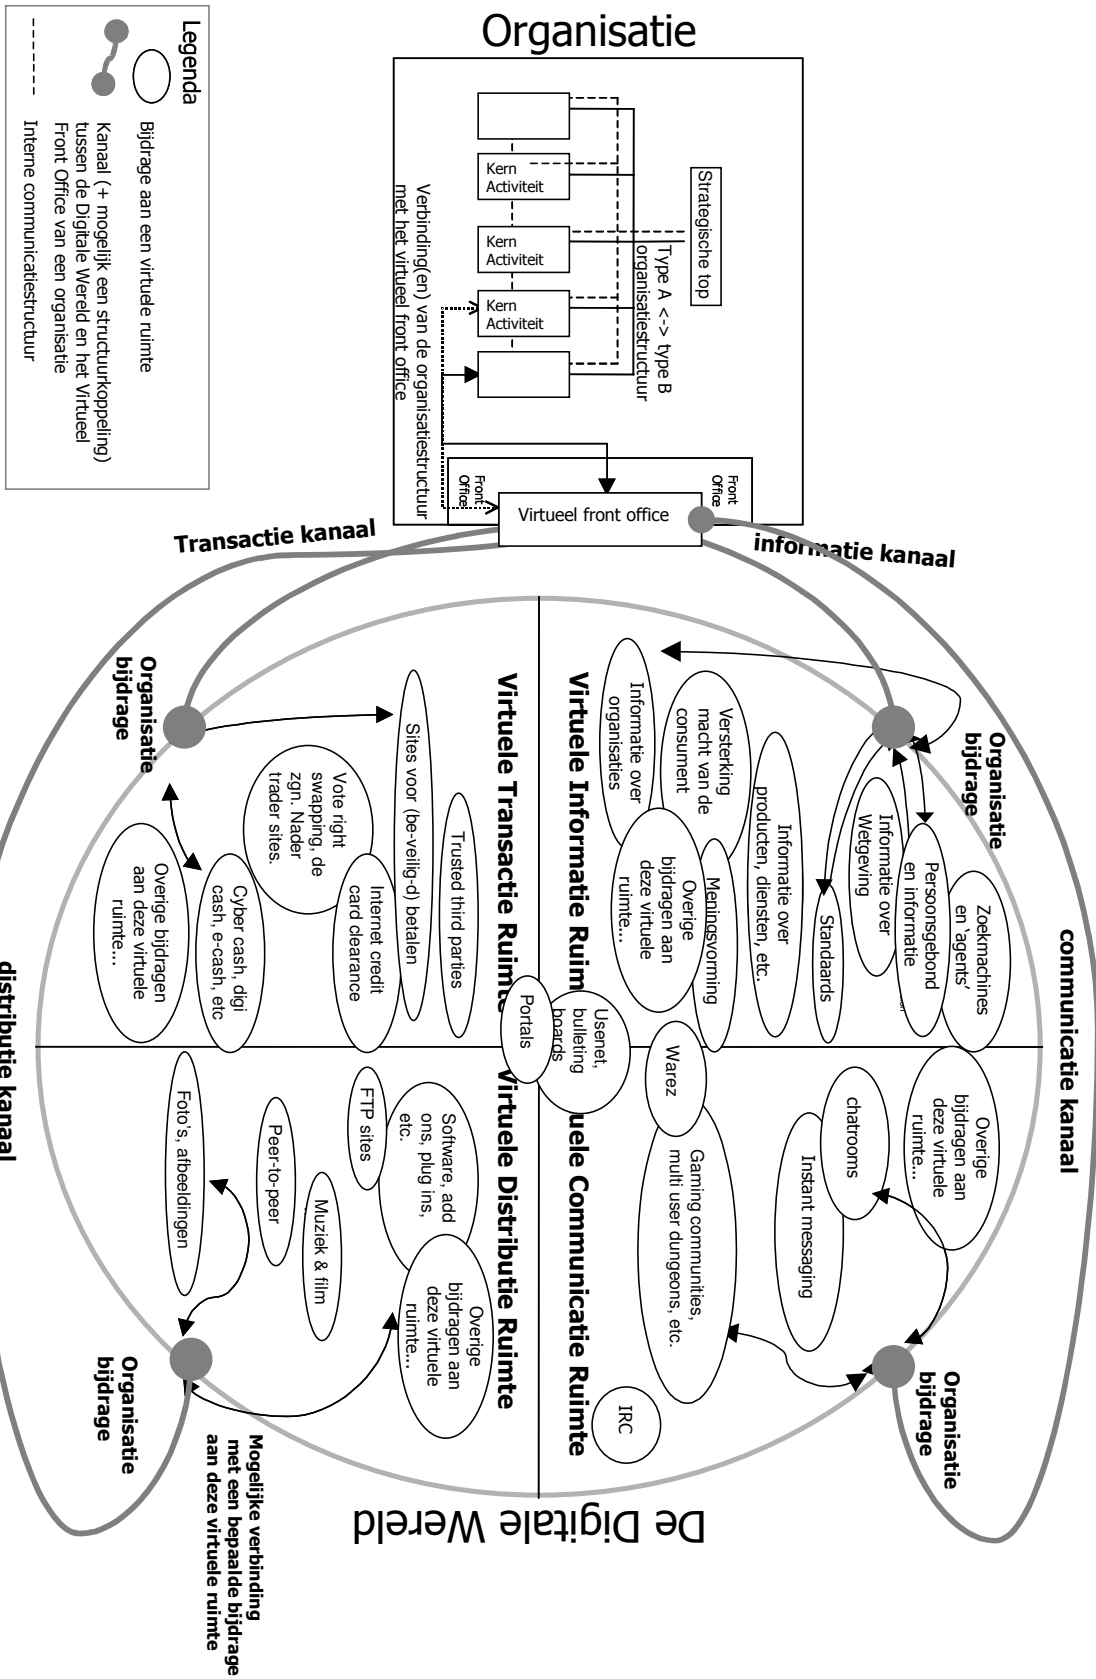 Organisatie
Strategische top
Type A <-> type B
organisatiestructuur
Kern
Activiteit
Kern
Activiteit
Kern
Activiteit
Verbinding(en) van de organisatiestructuur
met het virtueel front office
Front
Office
Front
Office
Virtueel front office
Legenda
Bijdrage aan een virtuele ruimte
Kanaal (+ mogelijk een structuurkoppeling)
tussen de Digitale Wereld en het Virtueel
Front Office van een organisatie
Interne communicatiestructuur
Transactie kanaal
informatie kanaal
communicatie kanaal
distributie kanaal
Organisatie
bijdrage
Organisatie
bijdrage
Organisatie
bijdrage
Organisatie
bijdrage
Virtuele Informatie Ruim
Zoekmachines
en ‘agents’
Persoonsgebond
en informatie
Informatie over
Wetgeving
Standaards
Informatie over
producten, diensten, etc.
Versterking
macht van de
consument
Meningsvorming
Overige
bijdragen aan
deze virtuele
ruimte...
Informatie over
organisaties
Virtuele Transactie Ruimte
Trusted third parties
Sites voor (be-veilig-d) betalen
Internet credit
card clearance
Vote right
swapping, de
zgn. Nader
trader sites.
Cyber cash, digi
cash, e-cash, etc
Overige bijdragen
aan deze virtuele
ruimte...
Usenet,
bulleting
boards
Portals
uele Communicatie Ruimte
Overige
bijdragen aan
deze virtuele
ruimte...
chatrooms
Instant messaging
Warez
Gaming communities,
multi user dungeons, etc.
IRC
Virtuele Distributie Ruimte
Software, add
ons, plug ins,
etc.
FTP sites
Overige
bijdragen aan
deze virtuele
ruimte...
Muziek & film
Peer-to-peer
Foto's, afbeeldingen
De Digitale Wereld
Mogelijke verbinding
met een bepaalde bijdrage
aan deze virtuele ruimte